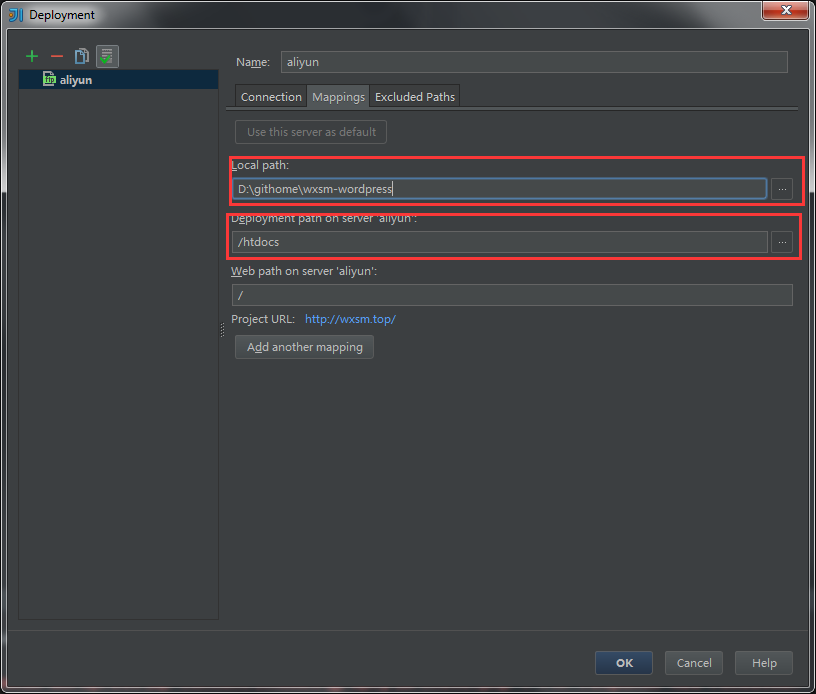 Deployment
aliyun
Name: aliyun
Connection Mappings Excluded Paths
Use this server as default
Local path:
D:\githome\wxsm-wordpress
...
Deployment path on server 'aliyun':
/htdocs
...
Web path on server 'aliyun':
/
Project URL: http://wxsm.top/
Add another mapping
OK Cancel Help